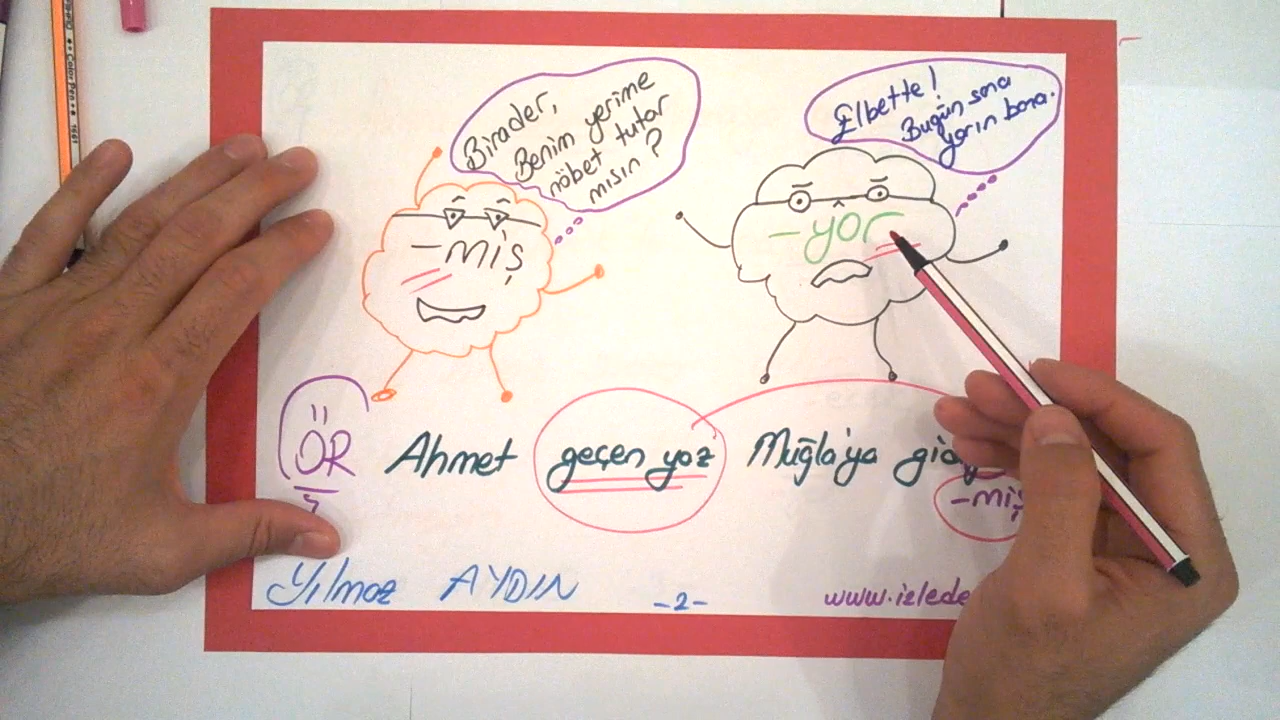 Birader,
Benim yerime
nöbet tutar
mısın?
Elbette!
Bugün sana
yarın bana.
-miş
-yor
ÖR Ahmet geçen yaz Muğla'ya
-miş
Yılmaz AYDIN -2- www.izlede